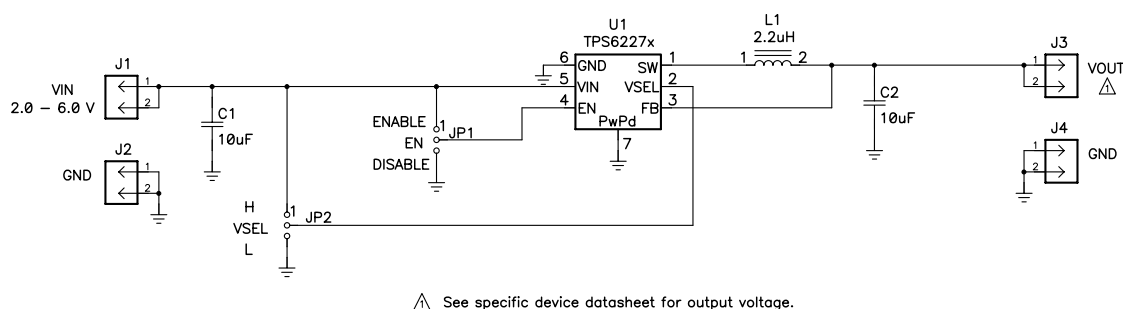 U1
TPS6227x
L1
2.2uH
J1
J3
VIN
2.0 – 6.0 V
1
2
6
GND
SW
1
1
2
1
2
VOUT
1
5
VIN
VSEL
2
4
EN
FB
3
PwPd
7
C1
10uF
C2
10uF
ENABLE
1
EN
JP1
DISABLE
J2
GND
1
2
J4
1
2
GND
H
1
VSEL
JP2
L
1 See specific device datasheet for output voltage.